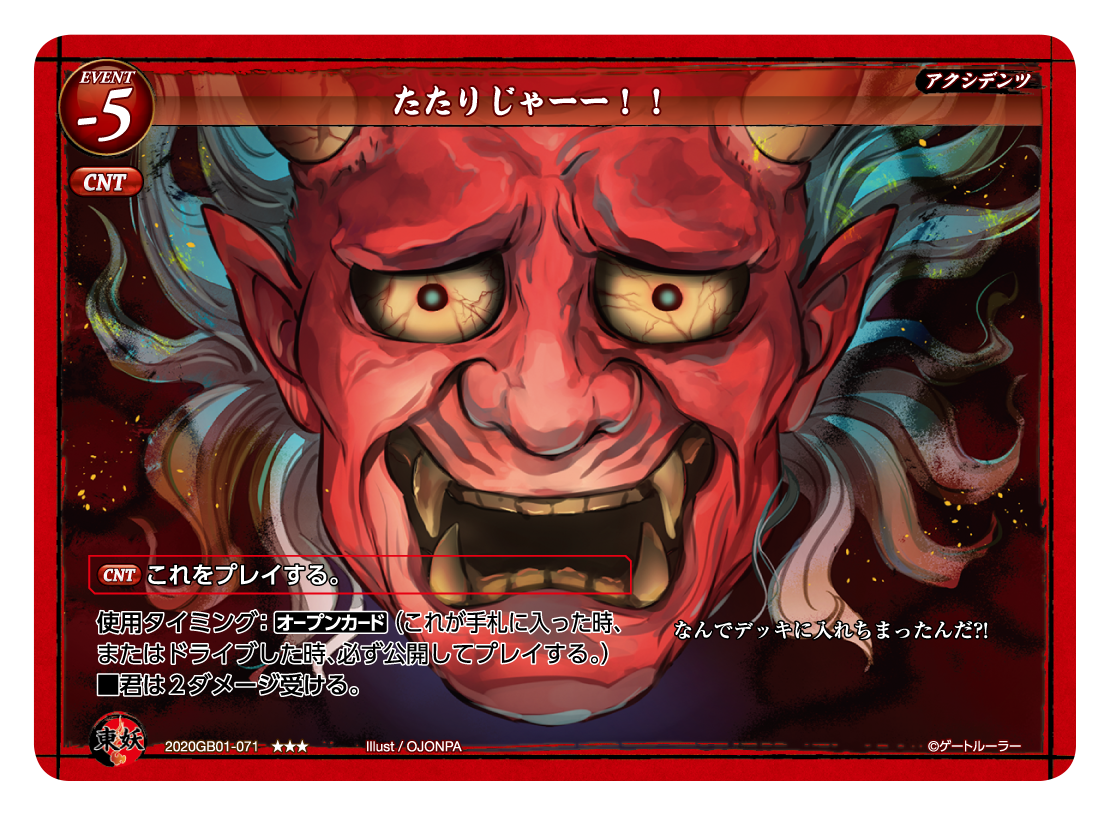 EVENT
-5
たたりじゃーー！！
アクシデンツ
CNT
CNT これをプレイする。
使用タイミング：オープンカード（これが手札に入った時、
またはドライブした時、必ず公開してプレイする。）
■君は２ダメージ受ける。
なんでデッキに入れちまったんだ?!
東妖
2020GB01-071 ★★★ Illust / OJONPA
©ゲートルーラー